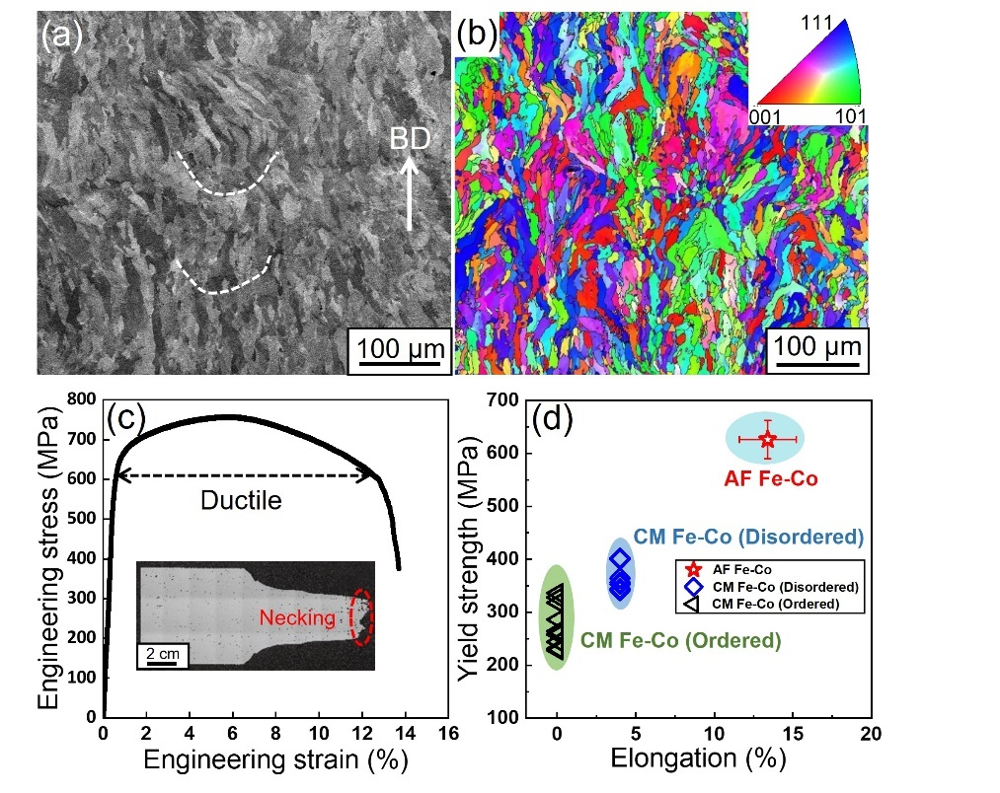 (a)
BD
100 μm
(b)
111
001
101
100 μm
(c)
Engineering stress (MPa)
800
700
600
500
400
300
200
100
0
Ductile
Necking
2 cm
0 2 4 6 8 10 12 14 16
Engineering strain (%)
(d)
Yield strength (MPa)
700
600
500
400
300
200
100
AF Fe-Co
CM Fe-Co (Disordered)
AF Fe-Co
CM Fe-Co (Disordered)
CM Fe-Co (Ordered)
CM Fe-Co (Ordered)
0 5 10 15 20
Elongation (%)